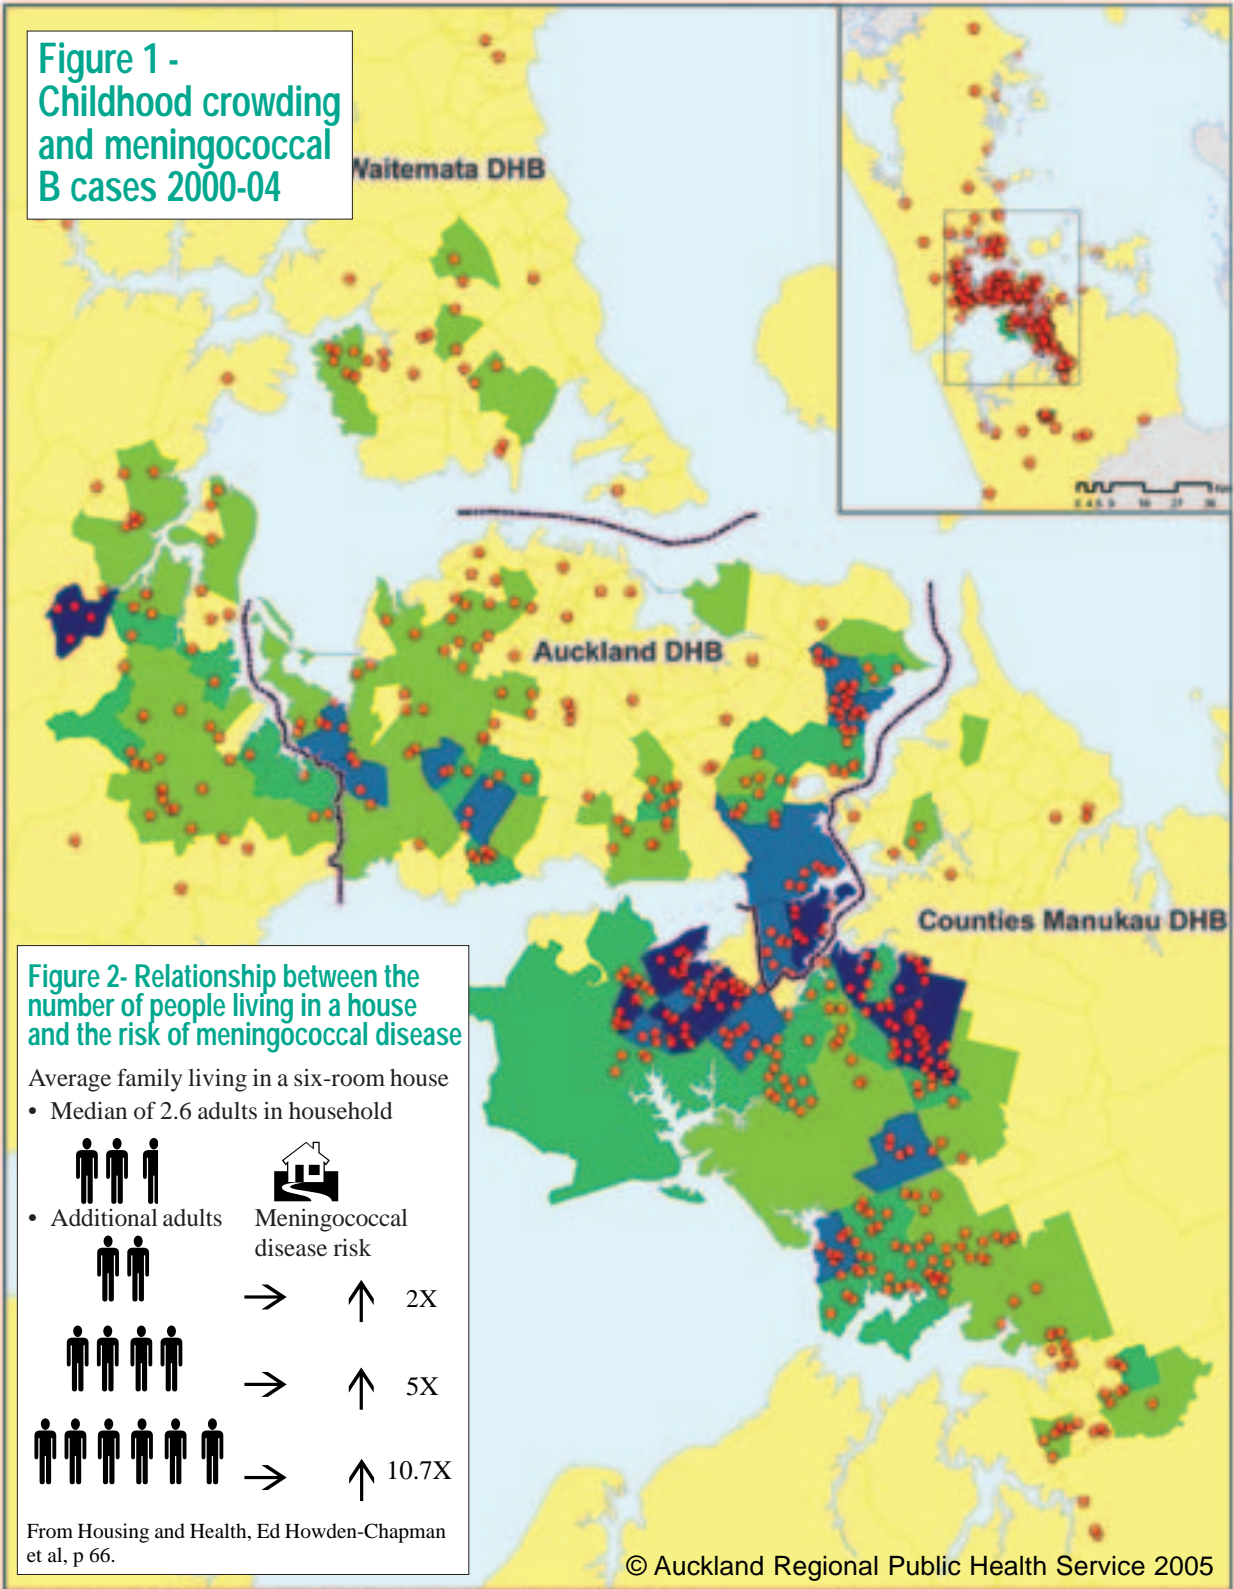 Figure 1 -
Childhood crowding
and meningococcal
B cases 2000-04
Waitemata DHB
Auckland DHB
Counties Manukau DHB
Figure 2- Relationship between the
number of people living in a house
and the risk of meningococcal disease
Average family living in a six-room house
• Median of 2.6 adults in household
• Additional adults
Meningococcal
disease risk
2X
5X
10.7X
From Housing and Health, Ed Howden-Chapman
et al, p 66.
© Auckland Regional Public Health Service 2005